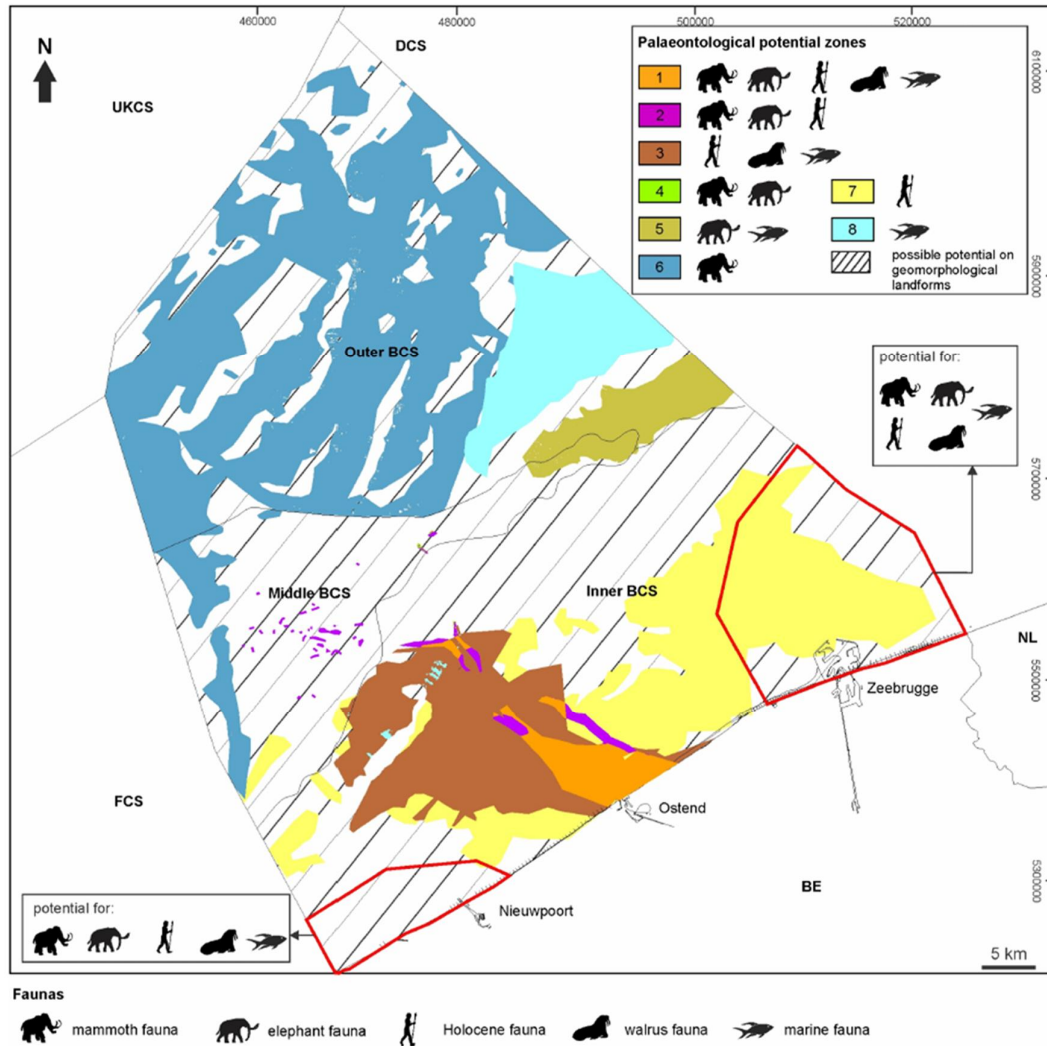 460000
480000
500000
520000
DCS
N
UKCS
Palaeontological potential zones
1
2
3
4
7
5
8
6
possible potential on
geomorphological
landforms
6100000
5900000
Outer BCS
potential for:
5700000
Middle BCS
Inner BCS
NL
Zeebrugge
5500000
FCS
Ostend
BE
5300000
potential for:
Nieuwpoort
5 km
Faunas
mammoth fauna
elephant fauna
Holocene fauna
walrus fauna
marine fauna